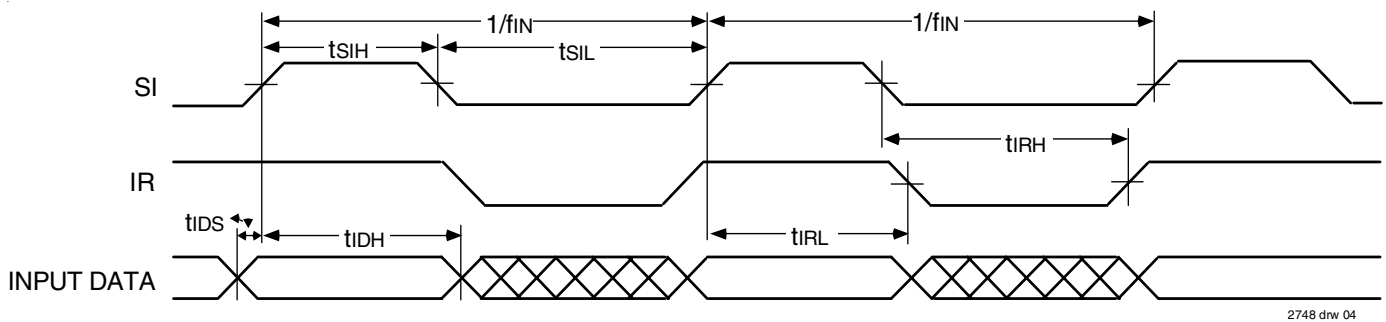 1/fIN 1/fIN
tSIH tSIL
SI
tIRH
IR
tIDS
tIDH tIRL
INPUT DATA
2748 drw 04